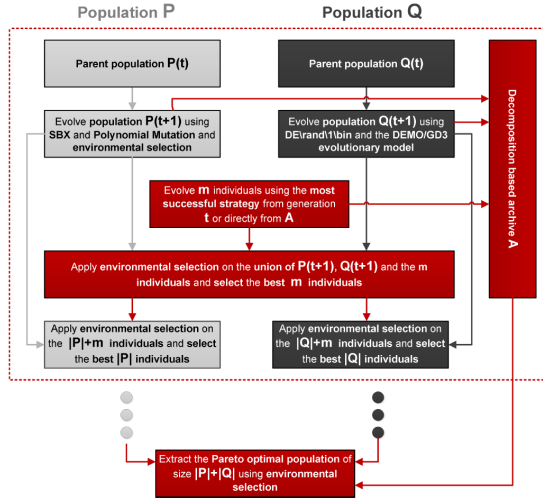 Population P
Population Q
Parent population P(t)
Parent population Q(t)
Evolve population P(t+1) using
SBX and Polynomial Mutation and
environmental selection
Evolve population Q(t+1) using
DE\rand\1\bin and the DEMO/GD3
evolutionary model
Decomposition based archive A
Evolve m individuals using the most
successful strategy from generation
t or directly from A
Apply environmental selection on the union of P(t+1), Q(t+1) and the m
individuals and select the best m individuals
Apply environmental selection on
the |P|+m individuals and select
the best |P| individuals
Apply environmental selection on
the |Q|+m individuals and select
the best |Q| individuals
Extract the Pareto optimal population of
size |P|+|Q| using environmental
selection